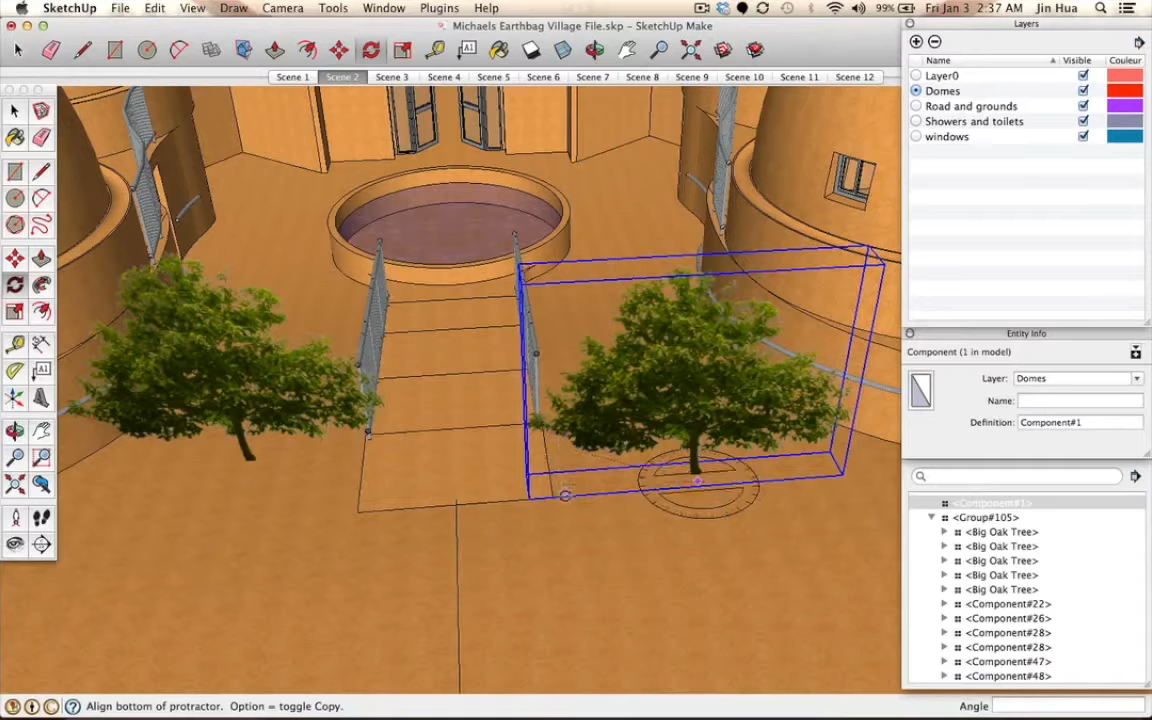 SketchUp File Edit View Draw Camera Tools Window Plugins Help 99% Fri Jan 3 2:37 AM Jin Hua
Michaels Earthbag Village File.skp - SketchUp Make
Layers
Scene 1 Scene 2 Scene 3 Scene 4 Scene 5 Scene 6 Scene 7 Scene 8 Scene 9 Scene 10 Scene 11 Scene 12
Name Visible Couleur
Layer0
Domes
Road and grounds
Showers and toilets
windows
Entity Info
Component (1 in model)
Layer: Domes
Name:
Definition: Component#1
<Component#1>
<Group#105>
<Big Oak Tree>
<Big Oak Tree>
<Big Oak Tree>
<Big Oak Tree>
<Big Oak Tree>
<Component#22>
<Component#26>
<Component#28>
<Component#28>
<Component#47>
<Component#48>
Align bottom of protractor. Option = toggle Copy.
Angle